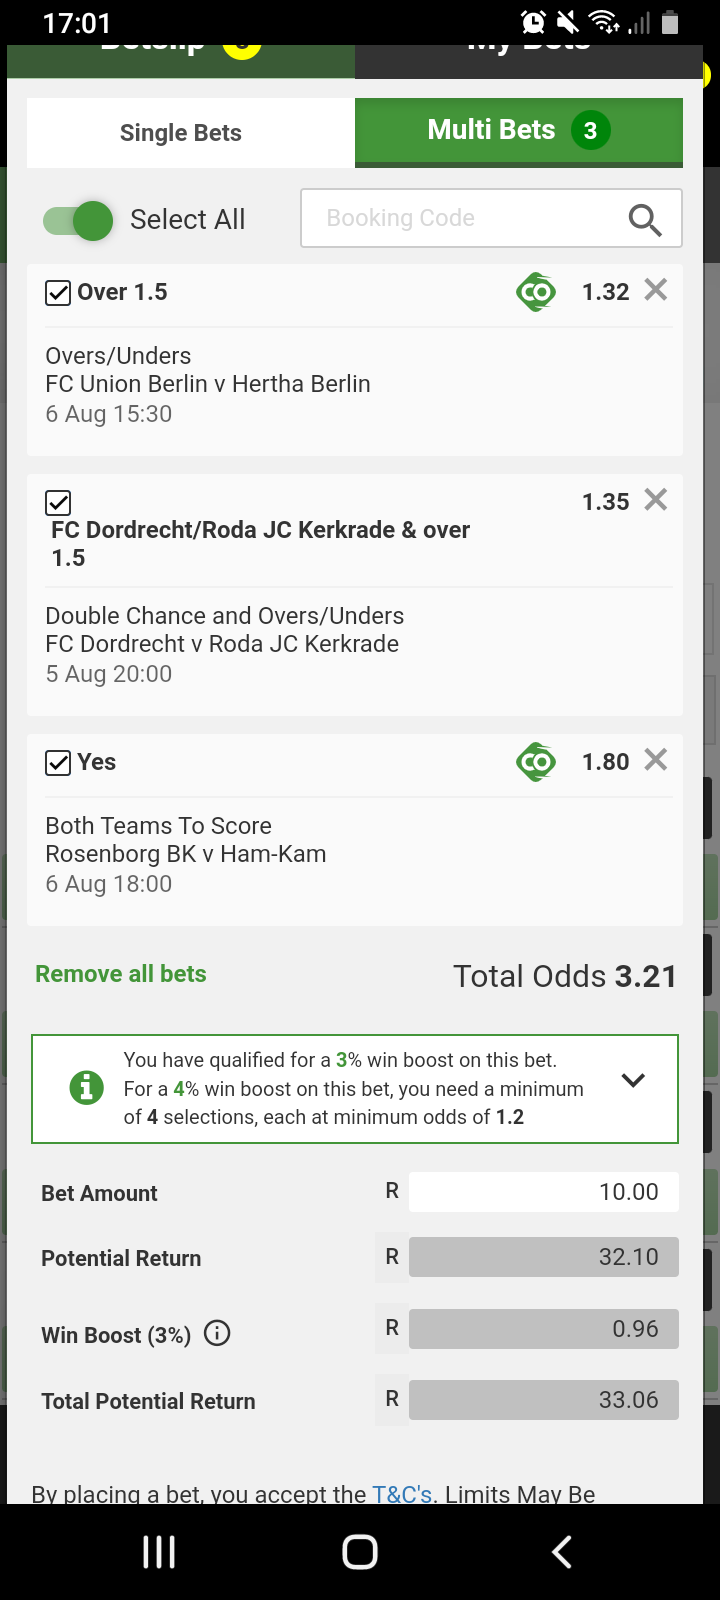 17:01
Betslip
My Bets
Single Bets
Multi Bets 3
Select All
Booking Code
Over 1.5 1.32
Overs/Unders
FC Union Berlin v Hertha Berlin
6 Aug 15:30
1.35
FC Dordrecht/Roda JC Kerkrade & over
1.5
Double Chance and Overs/Unders
FC Dordrecht v Roda JC Kerkrade
5 Aug 20:00
Yes 1.80
Both Teams To Score
Rosenborg BK v Ham-Kam
6 Aug 18:00
Remove all bets
Total Odds 3.21
You have qualified for a 3% win boost on this bet.
For a 4% win boost on this bet, you need a minimum
of 4 selections, each at minimum odds of 1.2
Bet Amount R 10.00
Potential Return R 32.10
Win Boost (3%) R 0.96
Total Potential Return R 33.06
By placing a bet, you accept the T&C's. Limits May Be